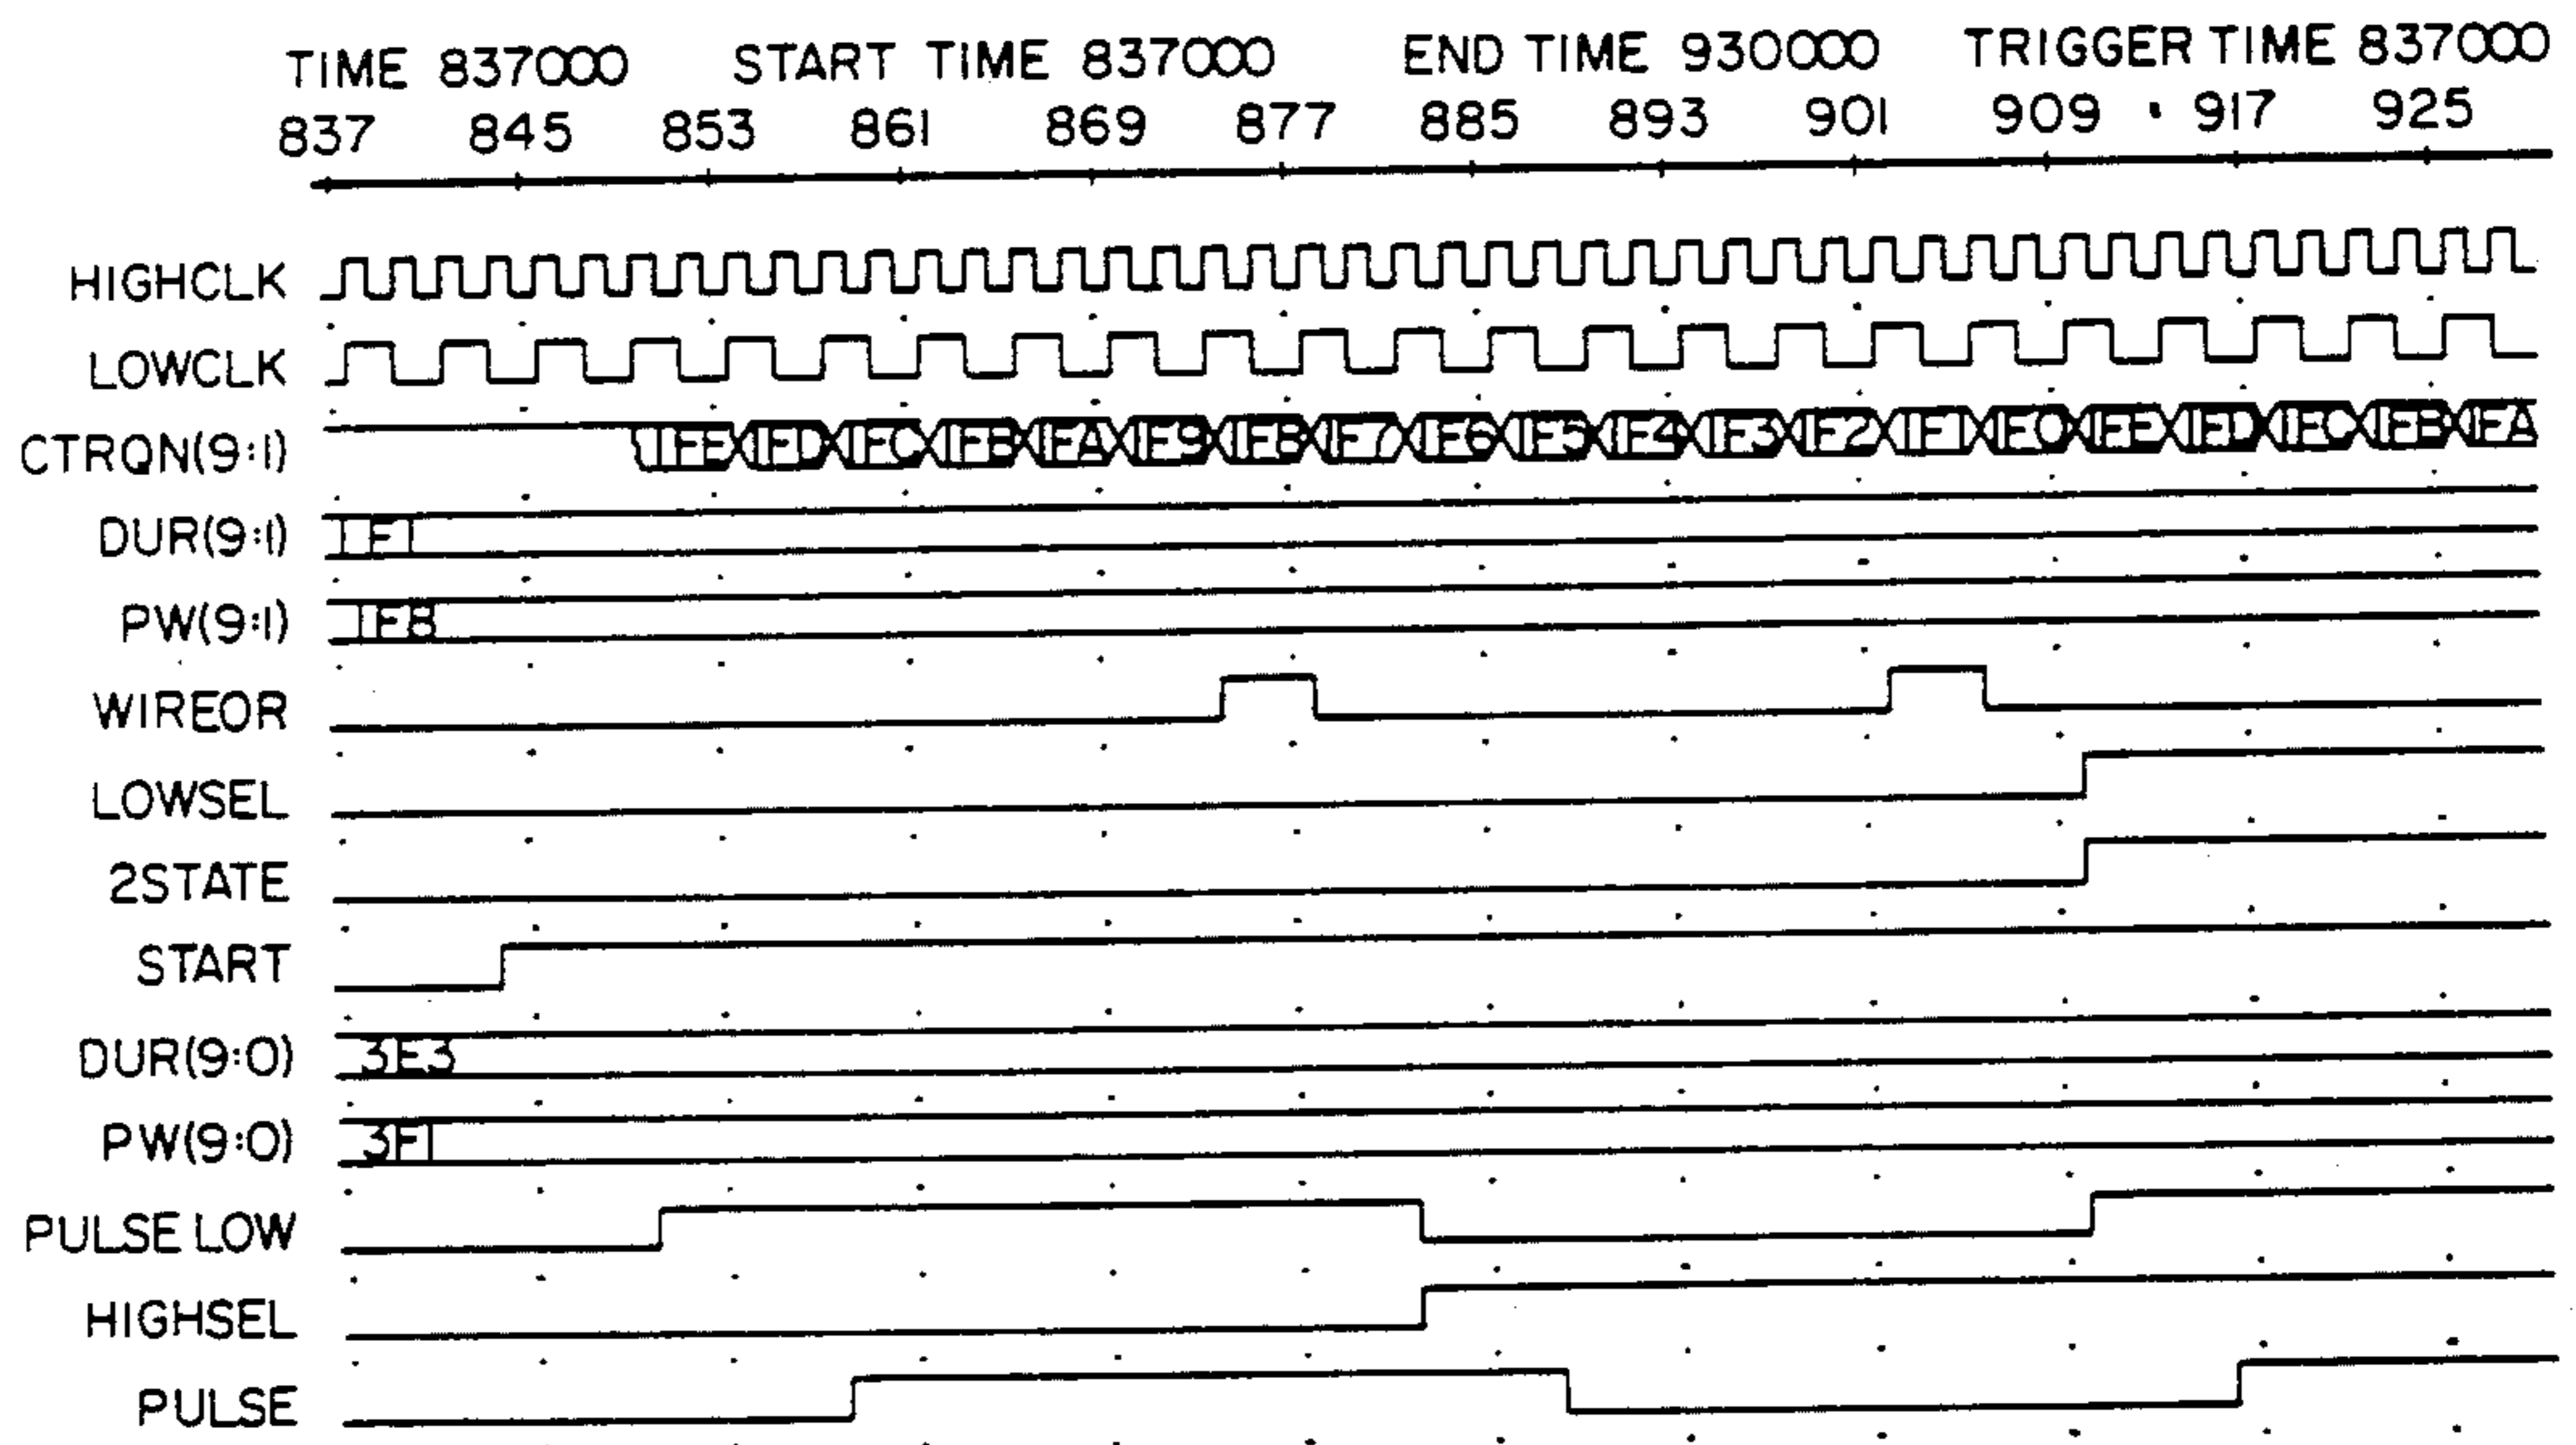 TIME 837000 START TIME 837000 END TIME 930000 TRIGGER TIME 837000
837 845 853 861 869 877 885 893 901 909 917 925
HIGHCLK
LOWCLK
CTRQN(9:1) 1FE 1FD 1FC 1FB 1FA 1F9 1F8 1F7 1F6 1F5 1F4 1F3 1F2 1F1 1F0 1FE 1FD 1FC 1FB 1FA
DUR(9:1) 1F1
PW(9:1) 1F8
WIREOR
LOWSEL
2STATE
START
DUR(9:0) 3E3
PW(9:0) 3F1
PULSE LOW
HIGHSEL
PULSE